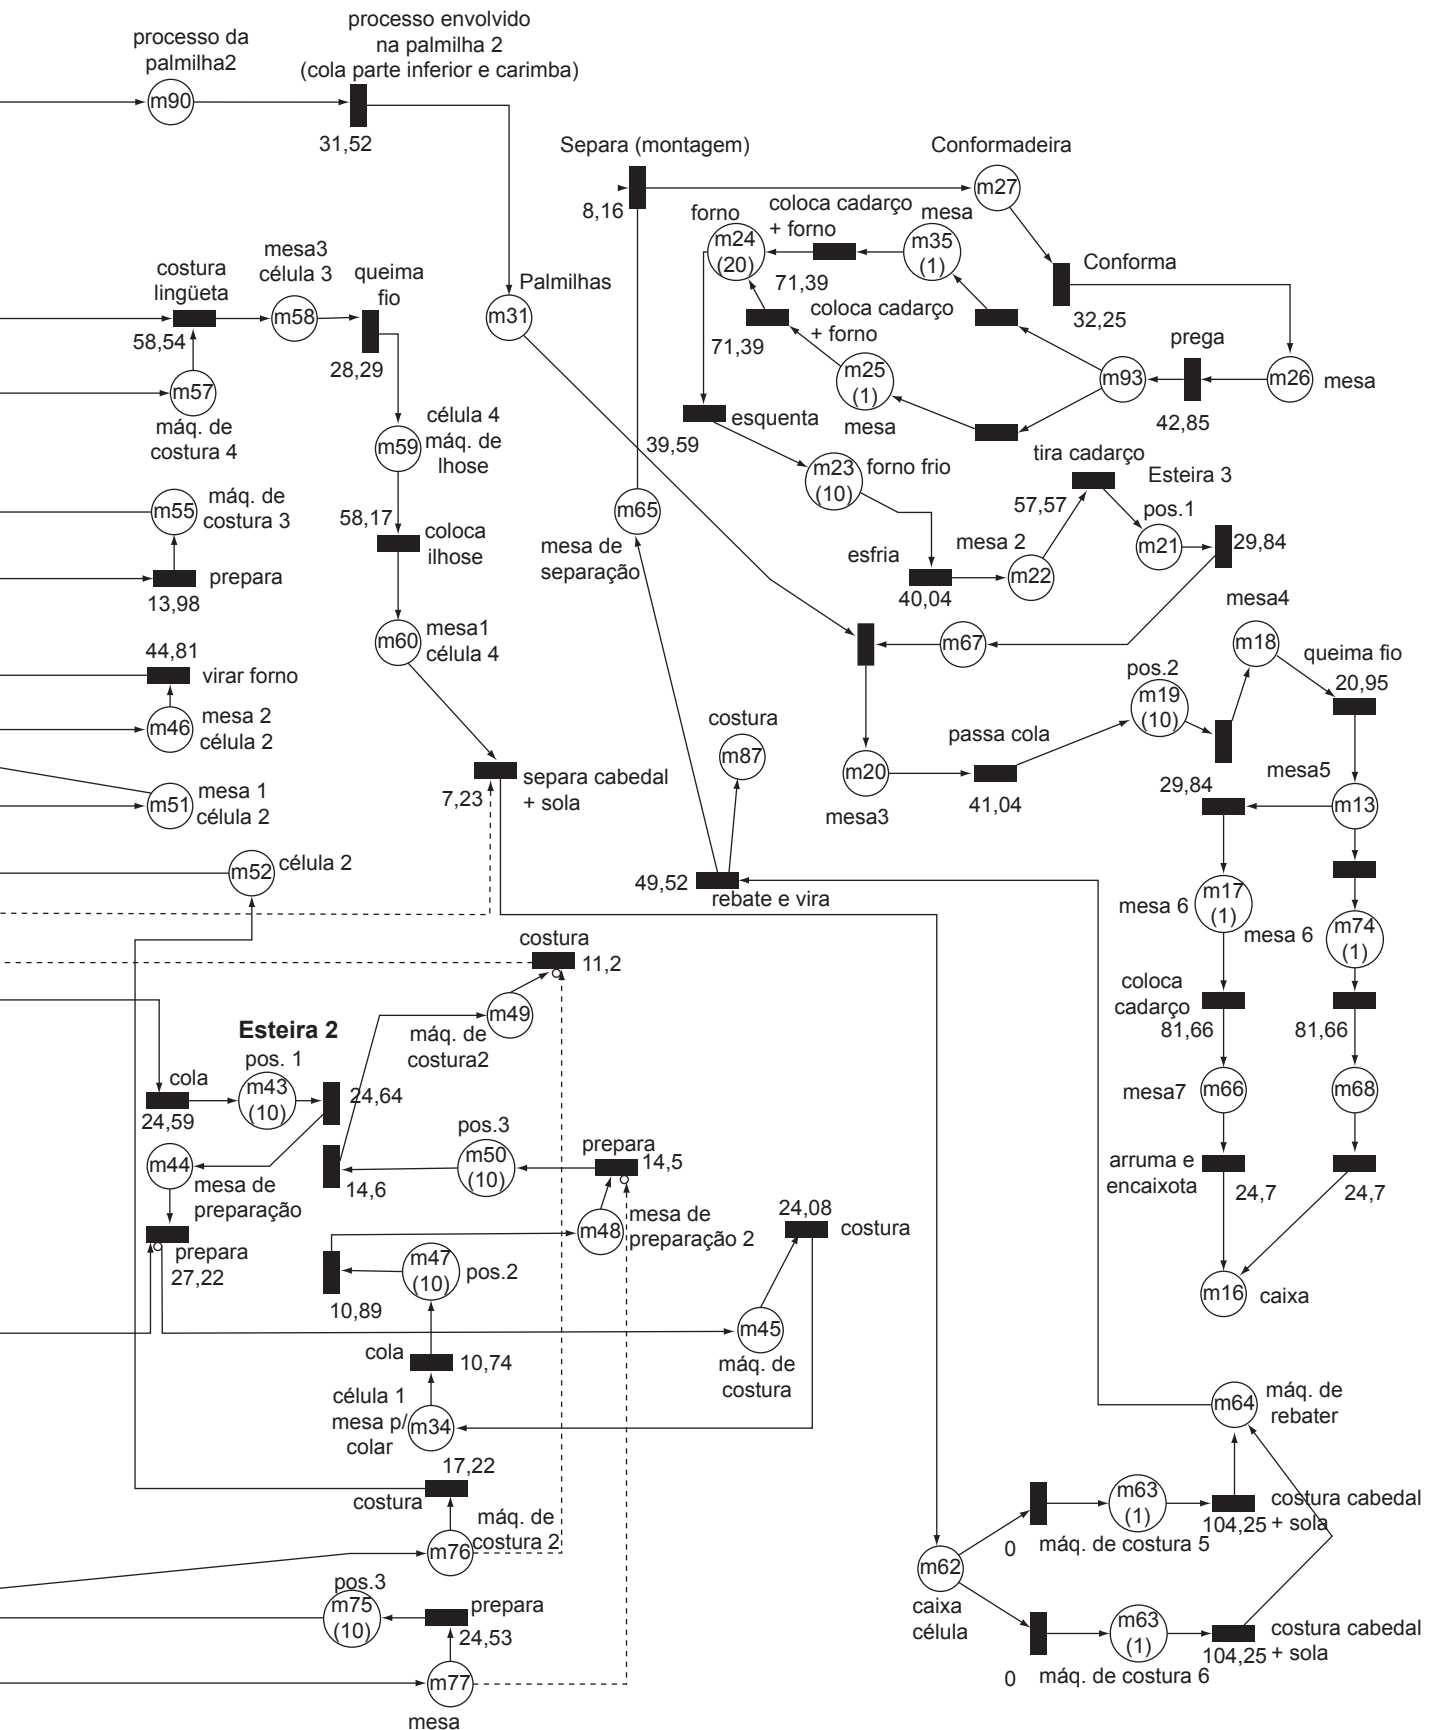 processo da
palmilha2
m90
processo envolvido
na palmilha 2
(cola parte inferior e carimba)
31,52
Separa (montagem)
8,16
Conformadeira
m27
coloca cadarço
+ forno
forno
m24
(20)
mesa
m35
(1)
71,39
Conforma
32,25
mesa3
célula 3
costura
lingüeta
m58
queima
fio
58,54
28,29
Palmilhas
m31
coloca cadarço
+ forno
71,39
m25
(1)
mesa
m93
prega
42,85
m26
mesa
m57
máq. de
costura 4
m59
célula 4
máq. de
lhose
esquenta
39,59
m23
(10)
forno frio
tira cadarço
57,57
Esteira 3
pos.1
m21
29,84
m55
máq. de
costura 3
58,17
coloca
ilhose
m65
mesa de
separação
esfria
40,04
mesa 2
m22
prepara
13,98
m60
mesa1
célula 4
m67
mesa4
m18
queima fio
20,95
44,81
virar forno
m46
mesa 2
célula 2
pos.2
m19
(10)
costura
m87
passa cola
m20
mesa3
41,04
29,84
mesa5
m13
separa cabedal
+ sola
7,23
m51
mesa 1
célula 2
m52
célula 2
49,52
rebate e vira
mesa 6
m17
(1)
mesa 6
m74
(1)
costura
11,2
m49
máq. de
costura2
coloca
cadarço
81,66
81,66
Esteira 2
pos. 1
m43
(10)
cola
24,59
24,64
mesa7
m66
m68
m44
mesa de
preparação
14,6
pos.3
m50
(10)
prepara
14,5
arruma e
encaixota
24,7
24,7
prepara
27,22
m48
mesa de
preparação 2
24,08
costura
m47
(10)
pos.2
10,89
m16
caixa
m45
máq. de
costura
cola
10,74
célula 1
mesa p/
colar
m34
m64
máq. de
rebater
17,22
costura
máq. de
costura 2
m76
m63
(1)
costura cabedal
+ sola
104,25
0
máq. de costura 5
m62
caixa
célula
pos.3
m75
(10)
prepara
24,53
m63
(1)
costura cabedal
+ sola
104,25
0
máq. de costura 6
m77
mesa